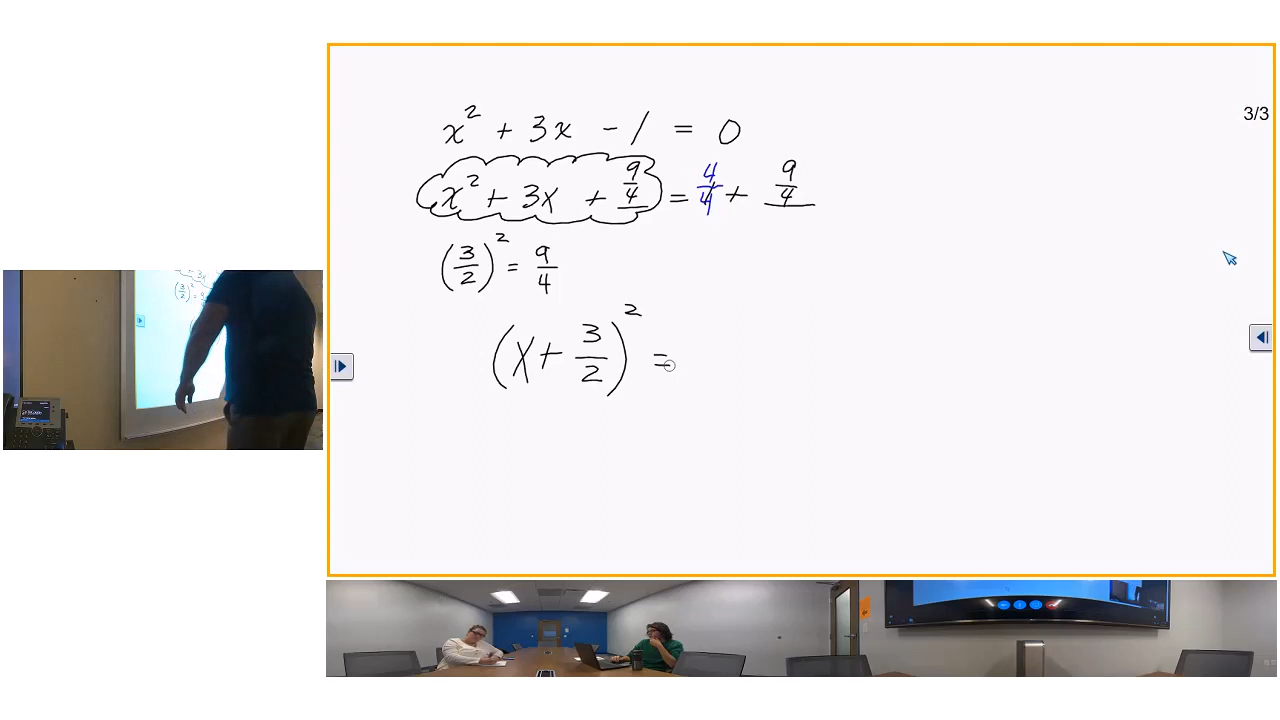 3/3
x² + 3x - 1 = 0
x² + 3x + 9/4 = 4/4 + 9/4
(3/2)² = 9/4
(x + 3/2)² =